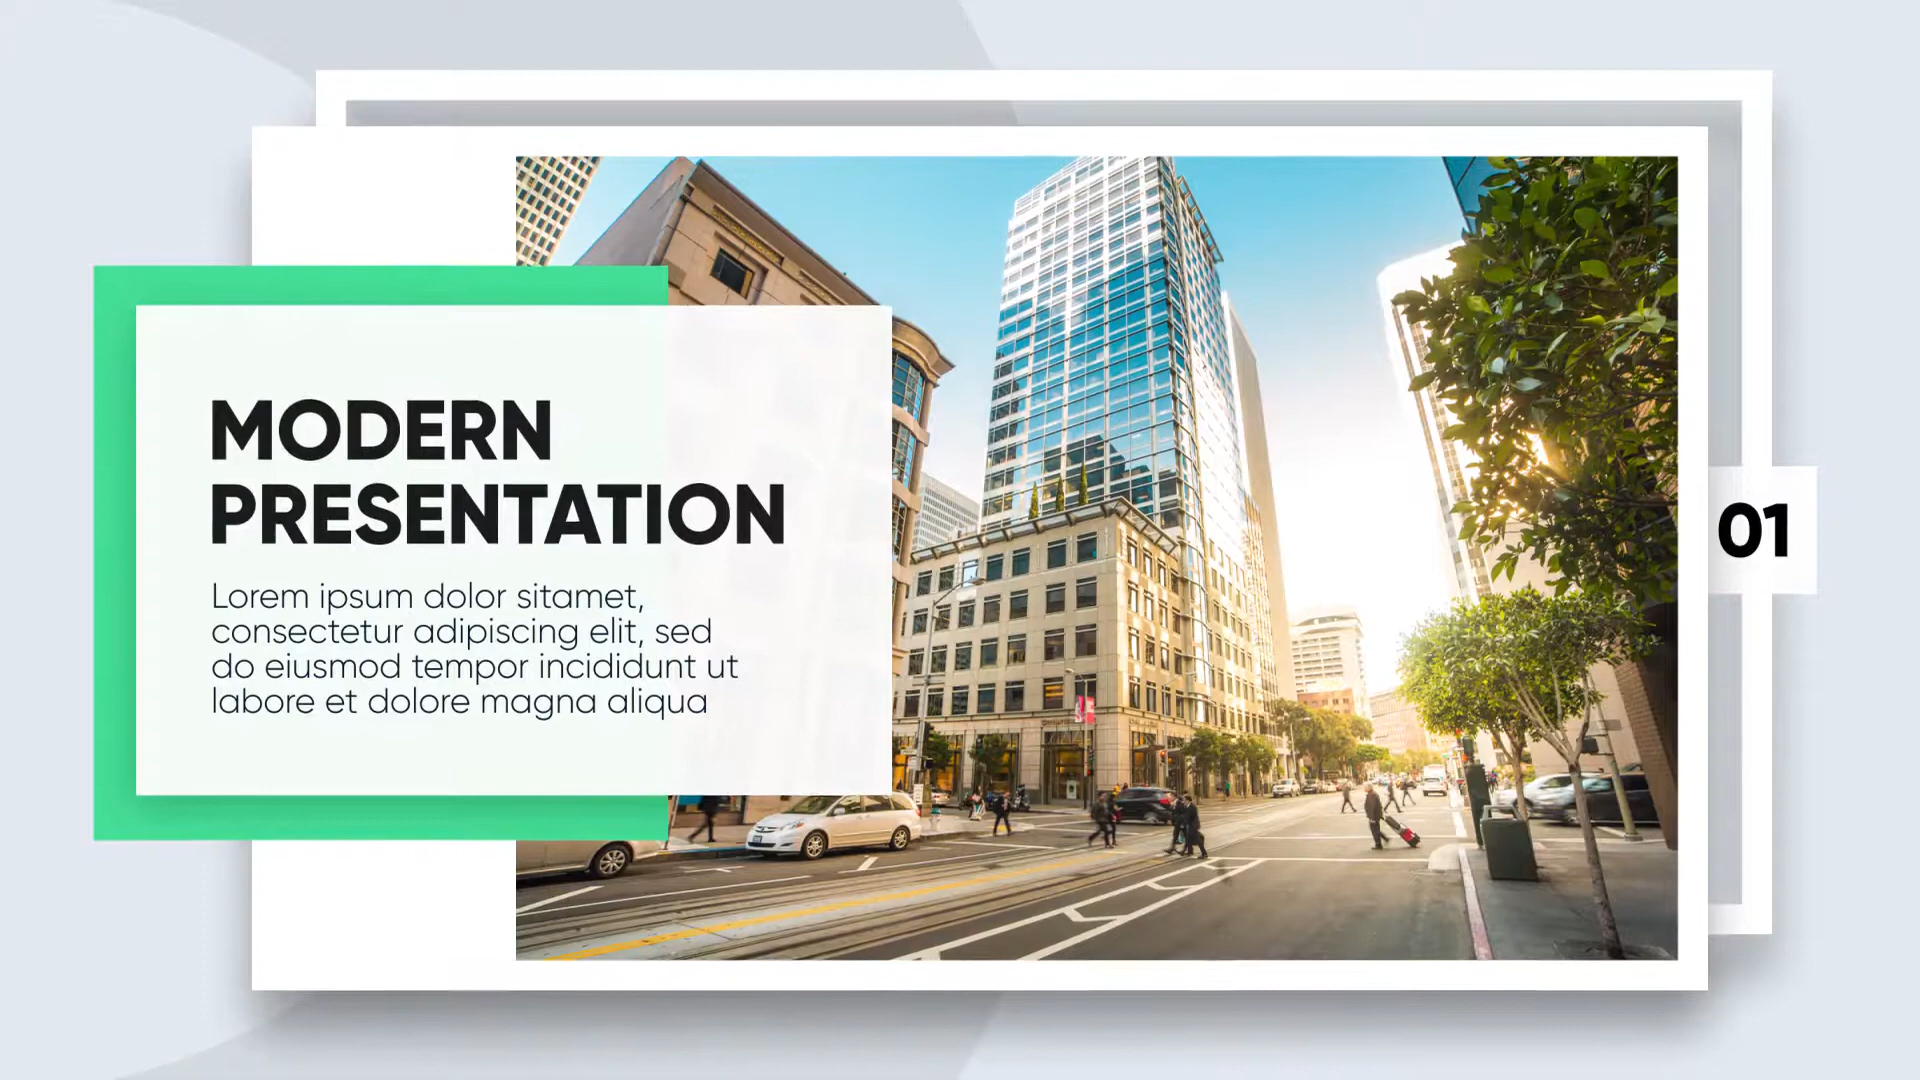 MODERN
PRESENTATION
Lorem ipsum dolor sitamet,
consectetur adipiscing elit, sed
do eiusmod tempor incididunt ut
labore et dolore magna aliqua
01